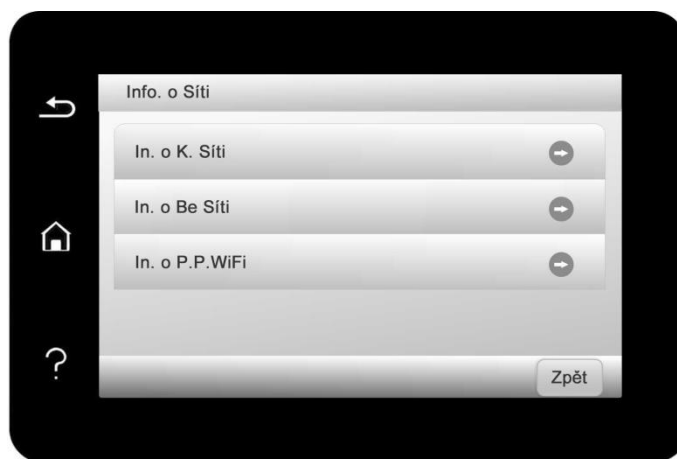 Info. o Síti
In. o K. Síti
In. o Be Síti
In. o P.P.WiFi
Zpět